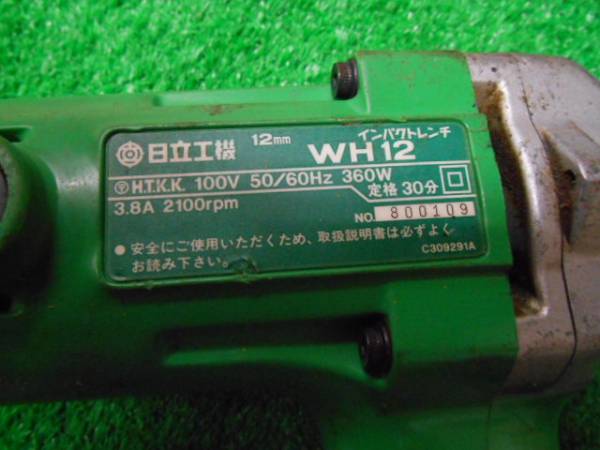 日立工機 12mm インパクトレンチ WH12
H.T.K.K. 100V 50/60Hz 360W
3.8A 2100rpm 定格 30分
NO. 800109
● 安全にご使用いただくため、取扱説明書は必ずよく
お読み下さい。
C309291A